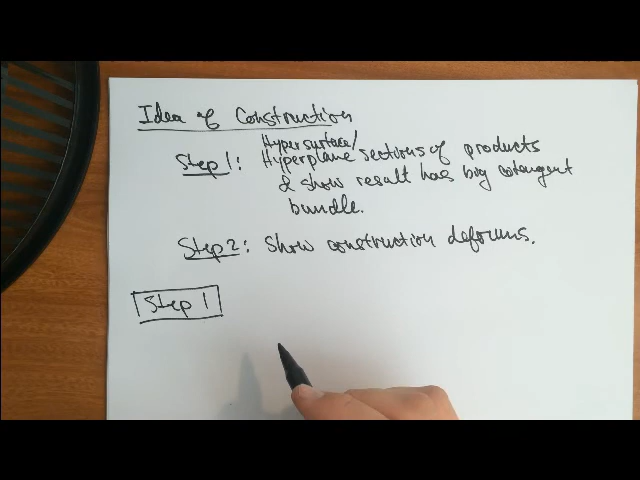 Idea of Construction
Hypersurface/
Step 1: Hyperplane sections of products
& show result has big cotangent
bundle.
Step 2: Show construction deforms.
Step 1